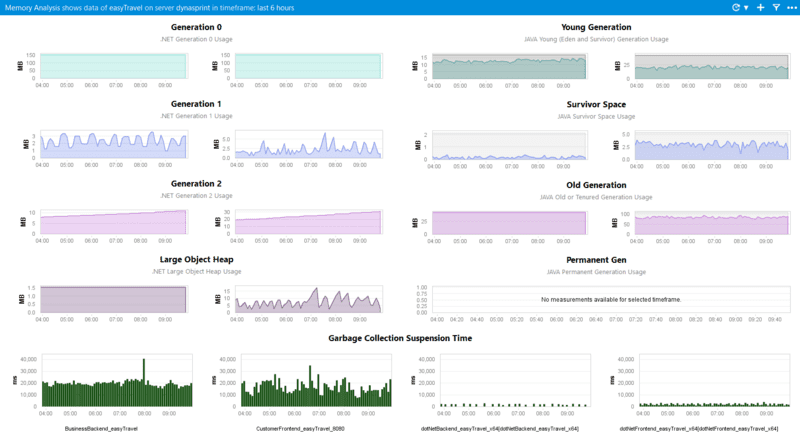 Memory Analysis shows data of easyTravel on server dynasprint in timeframe: last 6 hours
Generation 0
.NET Generation 0 Usage
MB
150
100
50
0
04:00 05:00 06:00 07:00 08:00 09:00
150
100
50
0
04:00 05:00 06:00 07:00 08:00 09:00
Young Generation
JAVA Young (Eden and Survivor) Generation Usage
MB
15
10
5
0
04:00 05:00 06:00 07:00 08:00 09:00
MB
25
0
04:00 05:00 06:00 07:00 08:00 09:00
Generation 1
.NET Generation 1 Usage
MB
3
2
1
0
04:00 05:00 06:00 07:00 08:00 09:00
MB
5.0
2.5
0
04:00 05:00 06:00 07:00 08:00 09:00
Survivor Space
JAVA Survivor Space Usage
MB
2
1
0
04:00 05:00 06:00 07:00 08:00 09:00
MB
5.0
2.5
0
04:00 05:00 06:00 07:00 08:00 09:00
Generation 2
.NET Generation 2 Usage
MB
10
5
0
04:00 05:00 06:00 07:00 08:00 09:00
MB
30
20
10
0
04:00 05:00 06:00 07:00 08:00 09:00
Old Generation
JAVA Old or Tenured Generation Usage
MB
25
0
04:00 05:00 06:00 07:00 08:00 09:00
MB
100
50
0
04:00 05:00 06:00 07:00 08:00 09:00
Large Object Heap
.NET Large Object Heap Usage
MB
1.5
1.0
0.5
0
04:00 05:00 06:00 07:00 08:00 09:00
MB
15
10
5
0
04:00 05:00 06:00 07:00 08:00 09:00
Permanent Gen
JAVA Permanent Generation Usage
MB
1.00
0.75
0.50
0.25
0.00
No measurements available for selected timeframe.
04:00 04:20 04:40 05:00 05:20 05:40 06:00 06:20 06:40 07:00 07:20 07:40 08:00 08:20 08:40 09:00 09:20 09:40
Garbage Collection Suspension Time
ms
40,000
30,000
20,000
10,000
0
04:00 05:00 06:00 07:00 08:00 09:00
BusinessBackend_easyTravel
ms
40,000
30,000
20,000
10,000
0
04:00 05:00 06:00 07:00 08:00 09:00
CustomerFrontend_easyTravel_8080
ms
40,000
30,000
20,000
10,000
0
04:00 05:00 06:00 07:00 08:00 09:00
dotNetBackend_easyTravel_x64[dotNetBackend_easyTravel_x64]
ms
40,000
30,000
20,000
10,000
0
04:00 05:00 06:00 07:00 08:00 09:00
dotNetFrontend_easyTravel_x64[dotNetFrontend_easyTravel_x64]